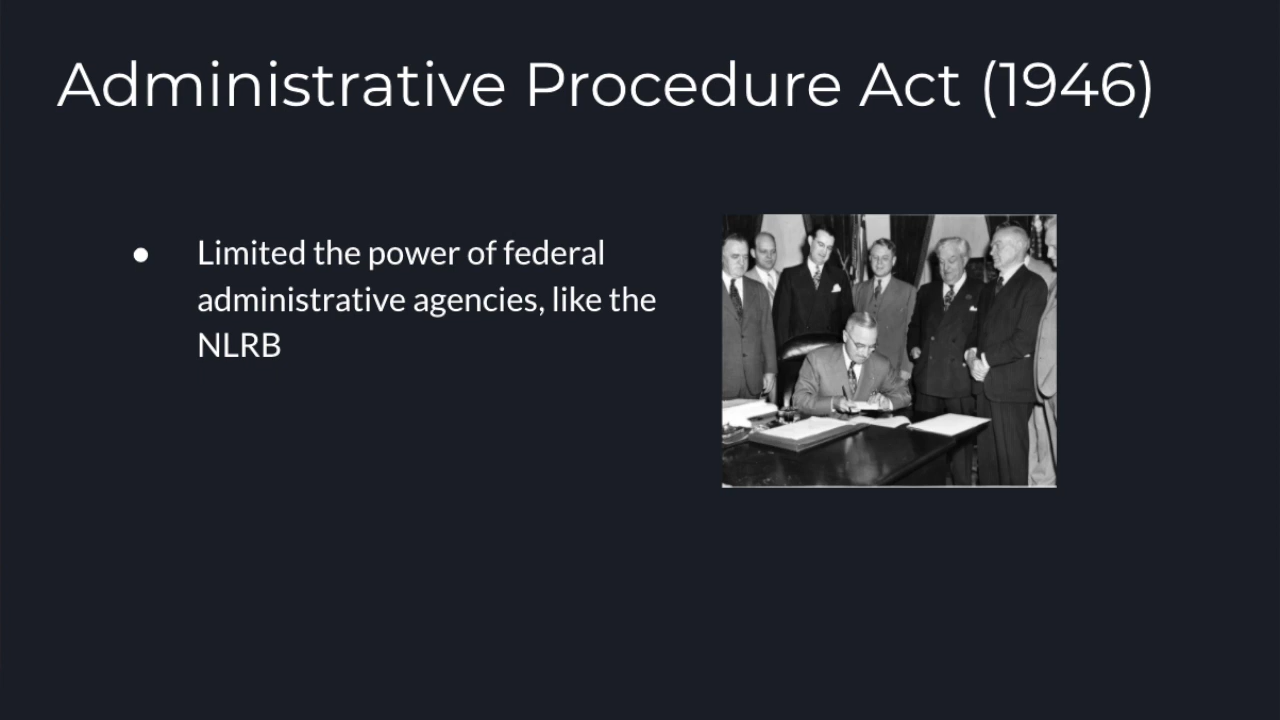 Administrative Procedure Act (1946)
● Limited the power of federal
administrative agencies, like the
NLRB